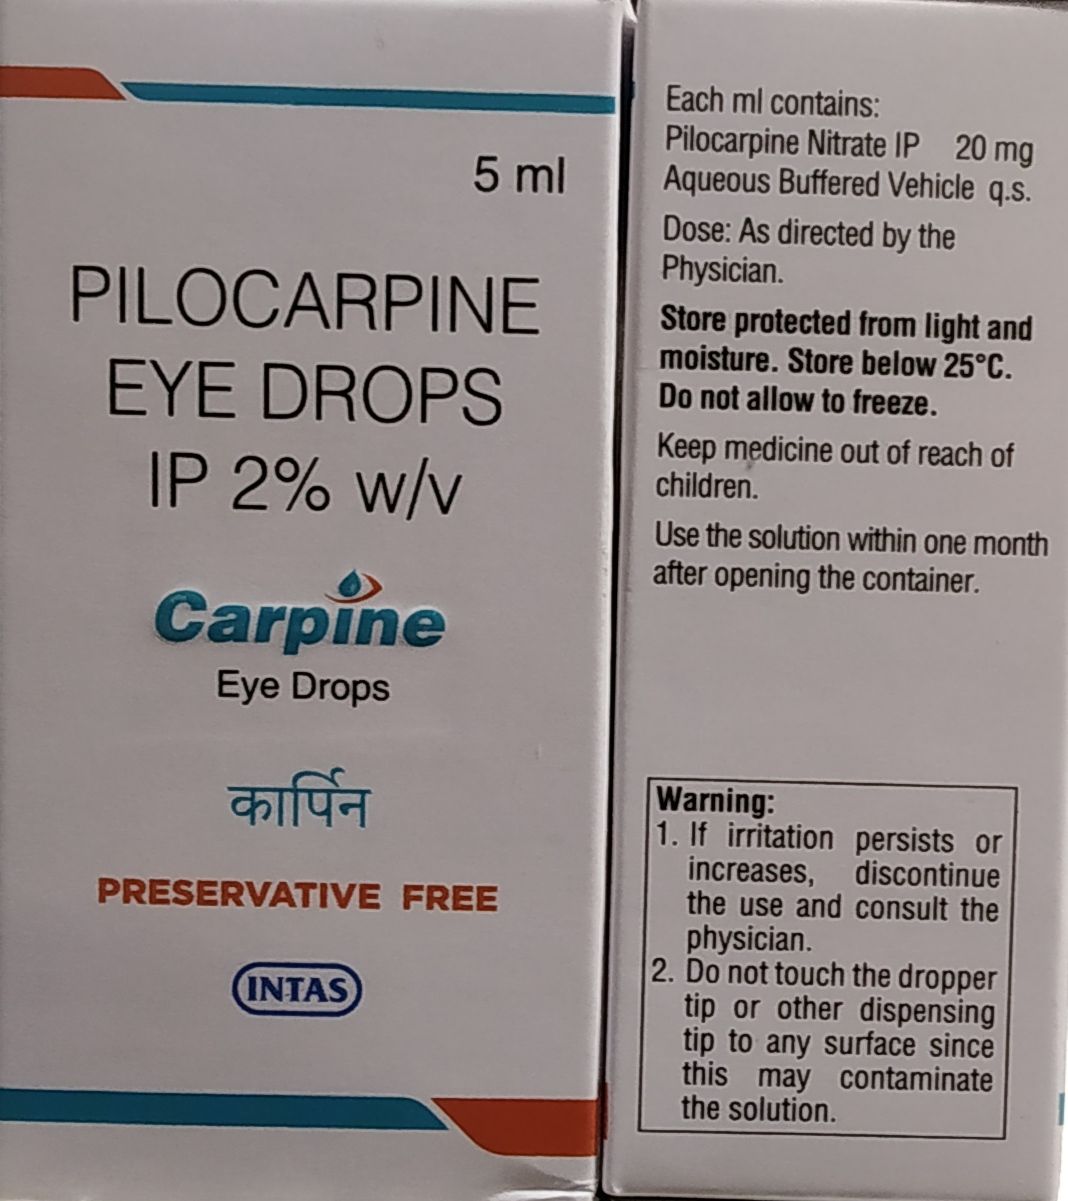 5 ml
PILOCARPINE
EYE DROPS
IP 2% w/v
Carpine
Eye Drops
कार्पिन
PRESERVATIVE FREE
INTAS
Each ml contains:
Pilocarpine Nitrate IP 20 mg
Aqueous Buffered Vehicle q.s.
Dose: As directed by the
Physician.
Store protected from light and
moisture. Store below 25°C.
Do not allow to freeze.
Keep medicine out of reach of
children.
Use the solution within one month
after opening the container.
Warning:
1. If irritation persists or
increases, discontinue
the use and consult the
physician.
2. Do not touch the dropper
tip or other dispensing
tip to any surface since
this may contaminate
the solution.